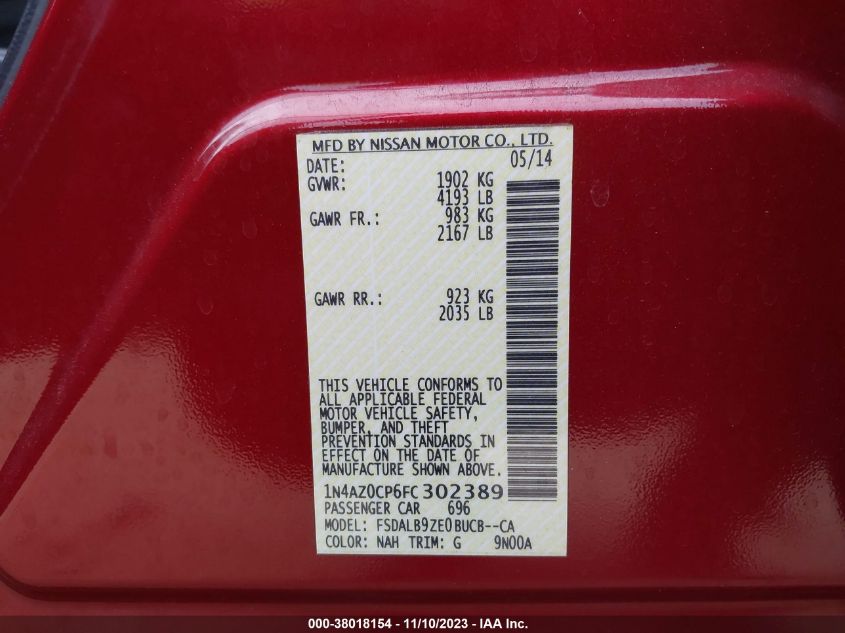 MFD BY NISSAN MOTOR CO., LTD.
DATE: 05/14
GVWR: 1902 KG
4193 LB
GAWR FR.: 983 KG
2167 LB
GAWR RR.: 923 KG
2035 LB
THIS VEHICLE CONFORMS TO
ALL APPLICABLE FEDERAL
MOTOR VEHICLE SAFETY,
BUMPER, AND THEFT
PREVENTION STANDARDS IN
EFFECT ON THE DATE OF
MANUFACTURE SHOWN ABOVE.
1N4AZ0CP6FC302389
PASSENGER CAR 696
MODEL: FSDALB9ZE0BUCB--CA
COLOR: NAH TRIM: G 9N00A
000-38018154 - 11/10/2023 - IAA Inc.